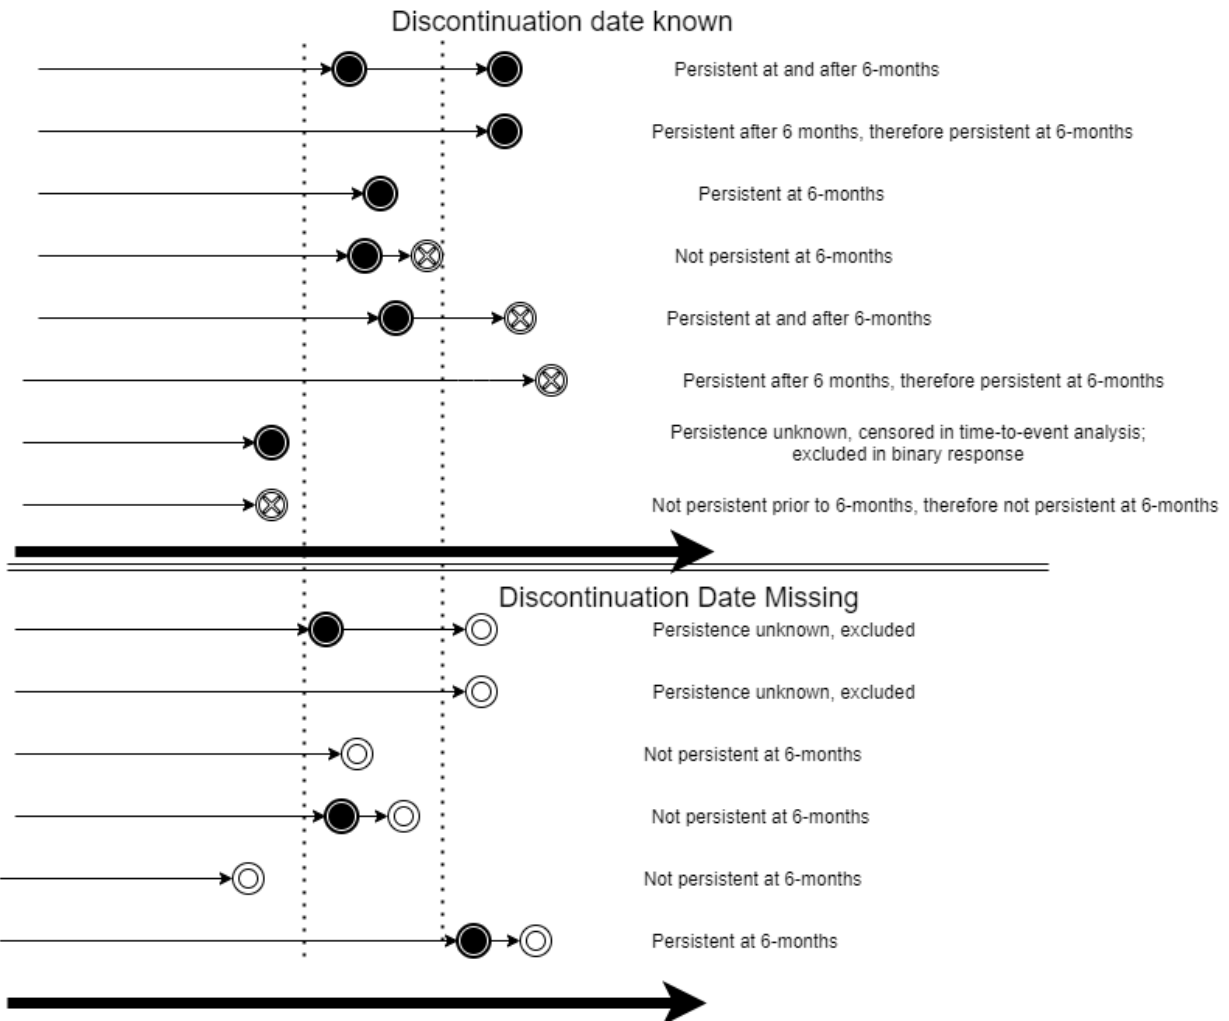 Discontinuation date known
Persistent at and after 6-months
Persistent after 6 months, therefore persistent at 6-months
Persistent at 6-months
Not persistent at 6-months
Persistent at and after 6-months
Persistent after 6 months, therefore persistent at 6-months
Persistence unknown, censored in time-to-event analysis;
excluded in binary response
Not persistent prior to 6-months, therefore not persistent at 6-months
Discontinuation Date Missing
Persistence unknown, excluded
Persistence unknown, excluded
Not persistent at 6-months
Not persistent at 6-months
Not persistent at 6-months
Persistent at 6-months